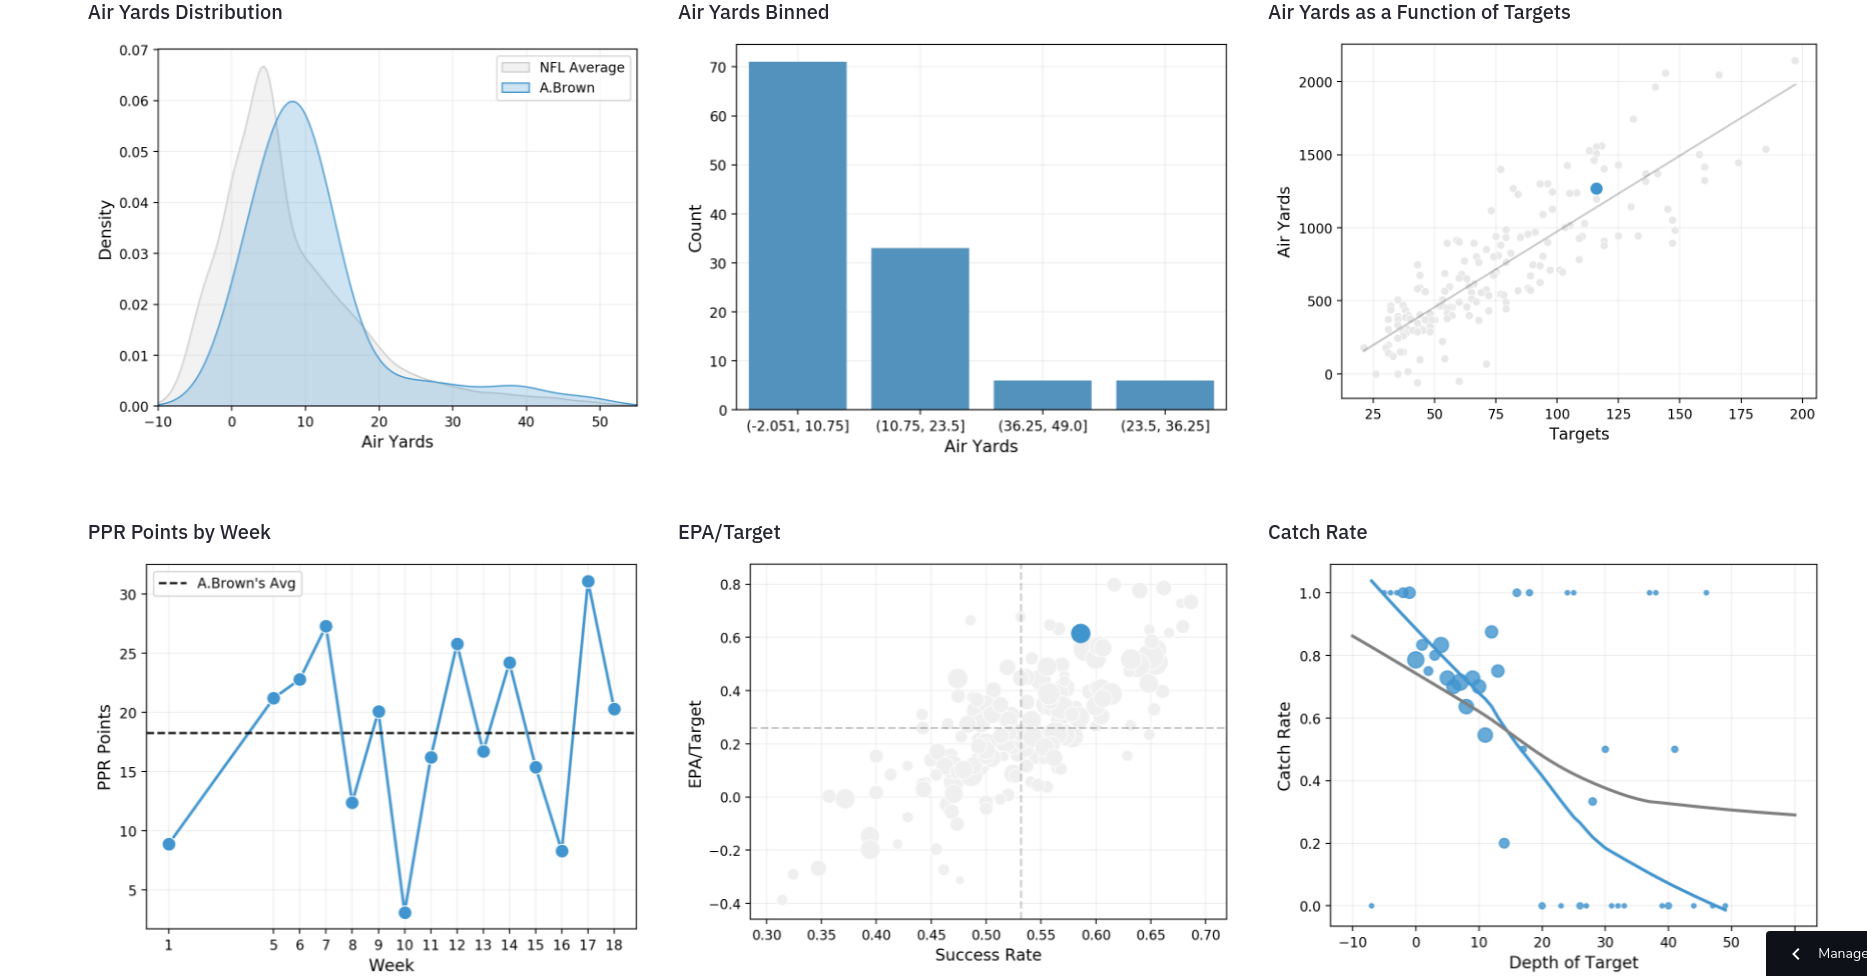 Air Yards Distribution
0.07
0.06
0.05
0.04
0.03
0.02
0.01
0.00
Density
NFL Average
A.Brown
−10 0 10 20 30 40 50
Air Yards
Air Yards Binned
70
60
50
40
30
20
10
0
Count
(-2.051, 10.75] (10.75, 23.5] (36.25, 49.0] (23.5, 36.25]
Air Yards
Air Yards as a Function of Targets
2000
1500
1000
500
0
Air Yards
25 50 75 100 125 150 175 200
Targets
PPR Points by Week
30
25
20
15
10
5
PPR Points
A.Brown's Avg
1 5 6 7 8 9 10 11 12 13 14 15 16 17 18
Week
EPA/Target
0.8
0.6
0.4
0.2
0.0
−0.2
−0.4
EPA/Target
0.30 0.35 0.40 0.45 0.50 0.55 0.60 0.65 0.70
Success Rate
Catch Rate
1.0
0.8
0.6
0.4
0.2
0.0
Catch Rate
−10 0 10 20 30 40 50
Depth of Target
Manage